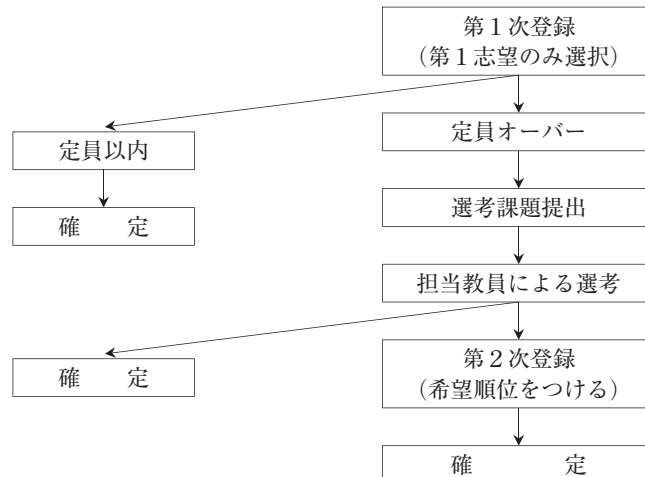 第１次登録
（第１志望のみ選択）
定員以内
定員オーバー
確　　定
選考課題提出
担当教員による選考
確　　定
第２次登録
（希望順位をつける）
確　　　　定